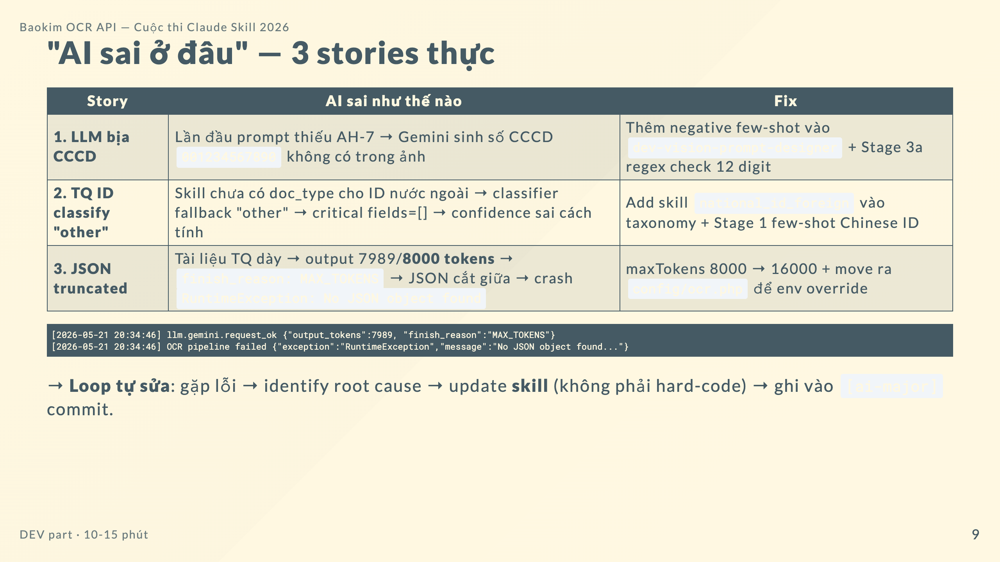 Baokim OCR API — Cuộc thi Claude Skill 2026
"AI sai ở đâu" — 3 stories thực
Story
AI sai như thế nào
Fix
1. LLM bịa
CCCD
Lần đầu prompt thiếu AH-7 → Gemini sinh số CCCD
001234567890 không có trong ảnh
Thêm negative few-shot vào
dev-vision-prompt-designer + Stage 3a
regex check 12 digit
2. TQ ID
classify
"other"
Skill chưa có doc_type cho ID nước ngoài → classifier
fallback "other" → critical fields=[] → confidence sai cách
tính
Add skill national_id_foreign vào
taxonomy + Stage 1 few-shot Chinese ID
3. JSON
truncated
Tài liệu TQ dày → output 7989/8000 tokens →
finish_reason: MAX_TOKENS → JSON cắt giữa → crash
RuntimeException: No JSON object found
maxTokens 8000 → 16000 + move ra
config/ocr.php để env override
[2026-05-21 20:34:46] llm.gemini.request_ok {"output_tokens":7989, "finish_reason":"MAX_TOKENS"}
[2026-05-21 20:34:46] OCR pipeline failed {"exception":"RuntimeException","message":"No JSON object found..."}
→ Loop tự sửa: gặp lỗi → identify root cause → update skill (không phải hard-code) → ghi vào [ai-major]
commit.
DEV part · 10-15 phút
9